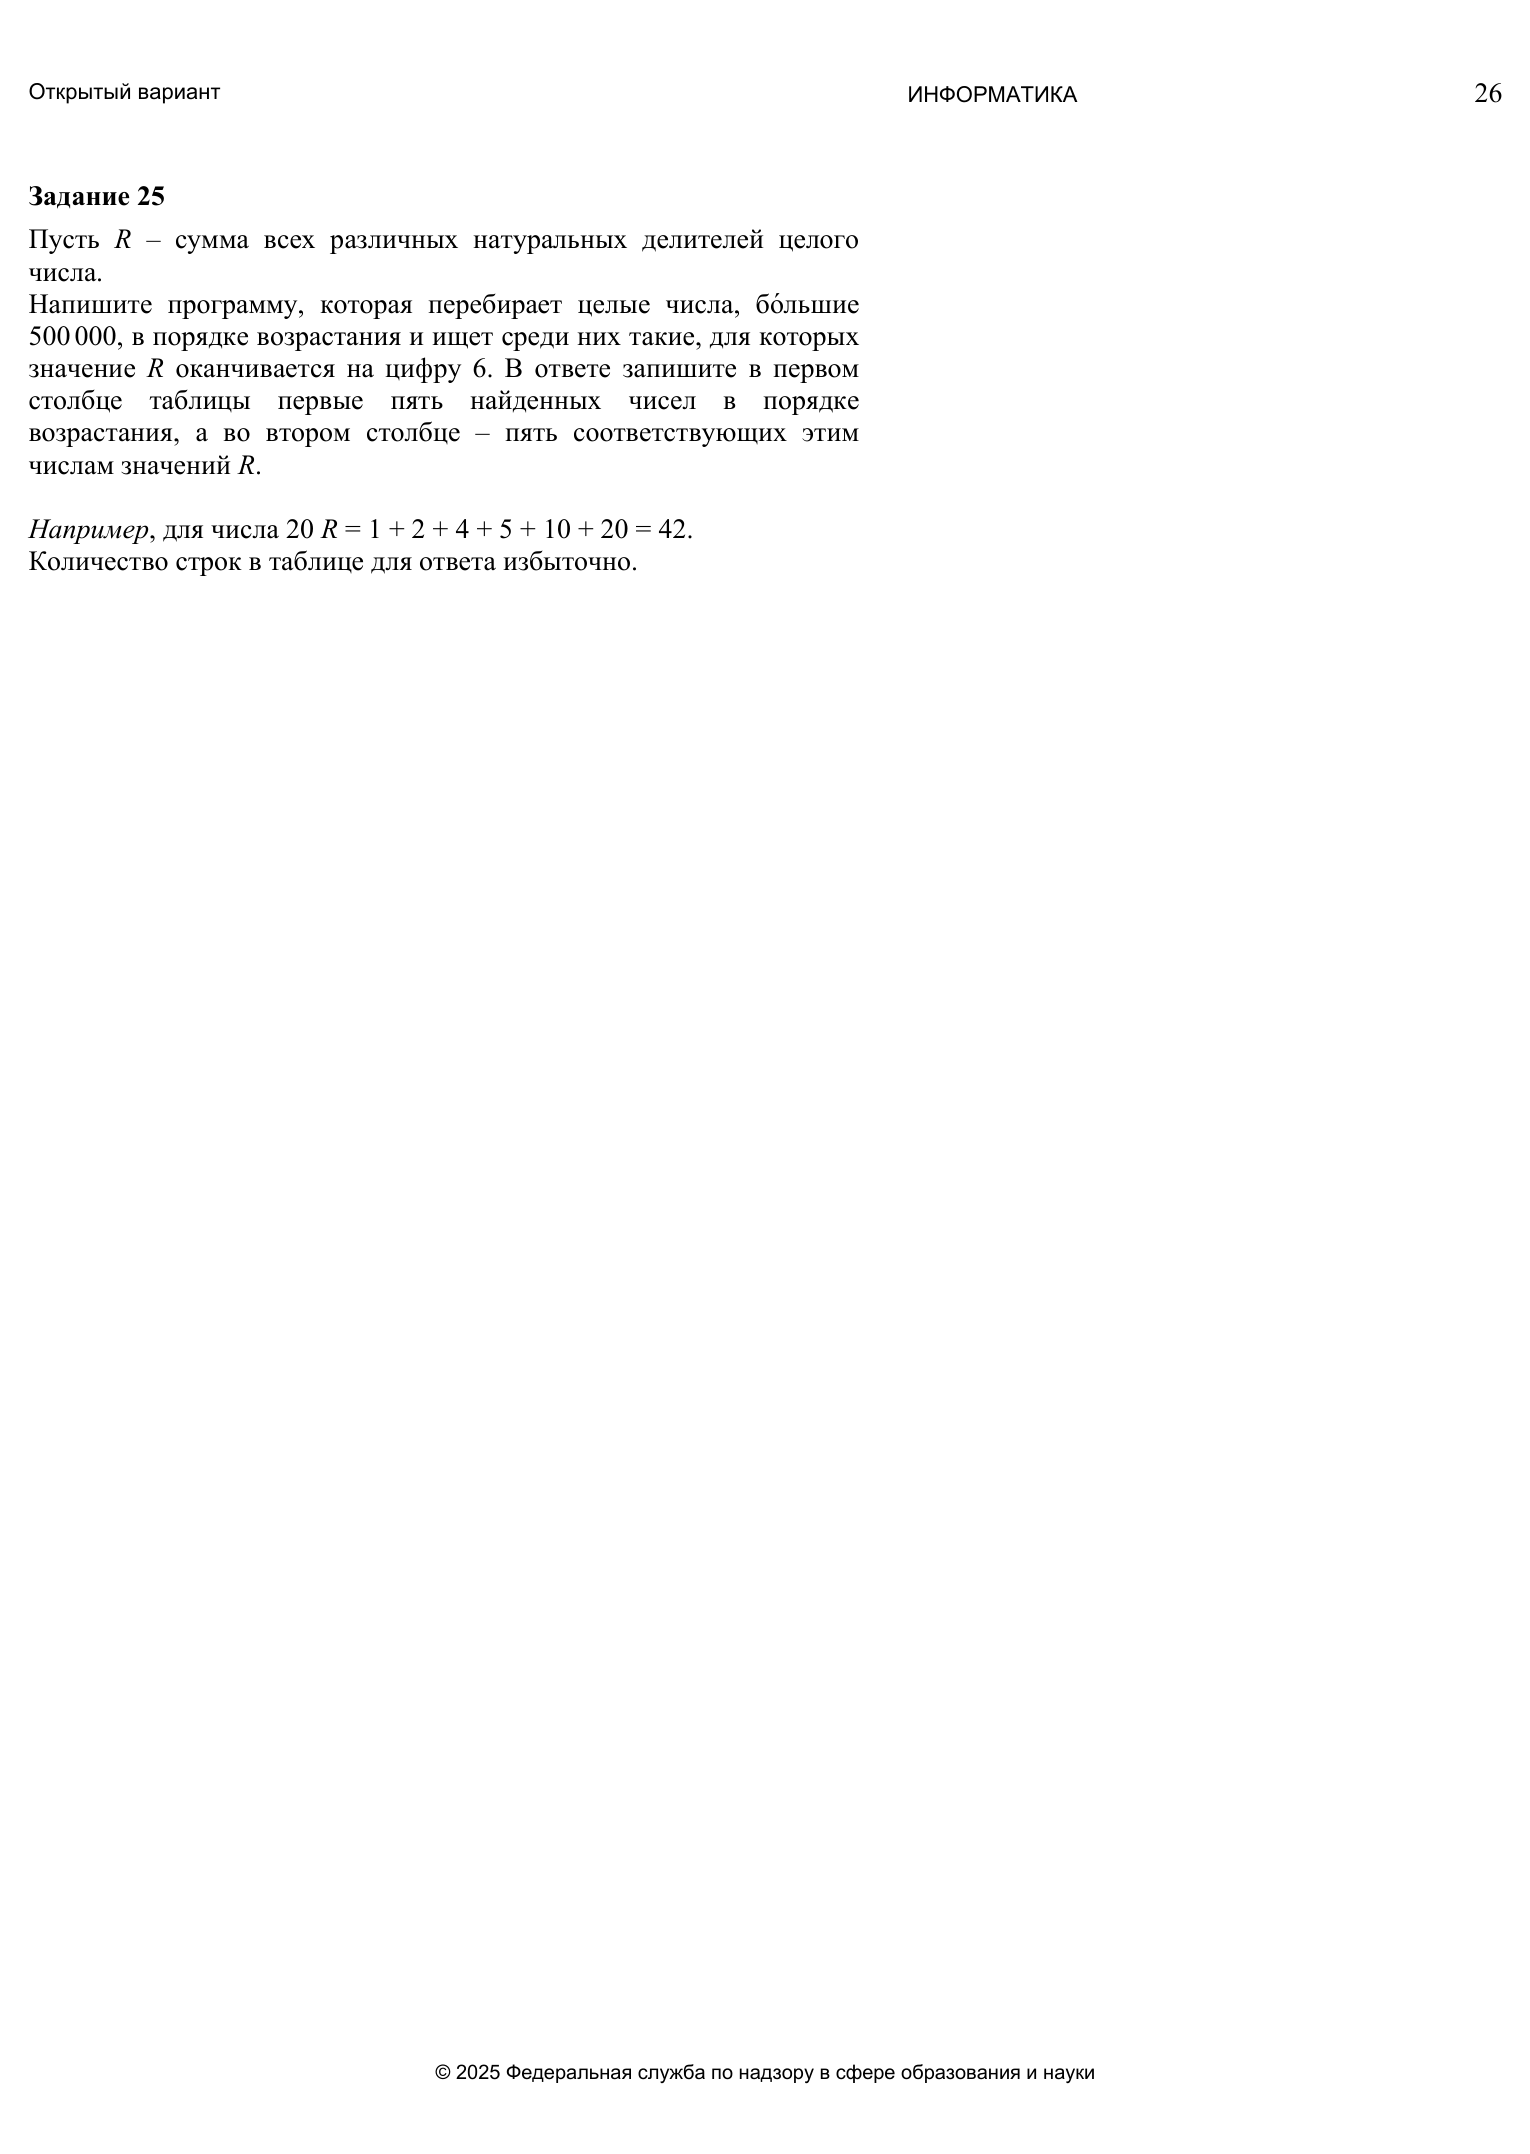 Открытый вариант
ИНФОРМАТИКА
26
Задание 25
Пусть R – сумма всех различных натуральных делителей целого
числа.
Напишите программу, которая перебирает целые числа, бо́льшие
500 000, в порядке возрастания и ищет среди них такие, для которых
значение R оканчивается на цифру 6. В ответе запишите в первом
столбце таблицы первые пять найденных чисел в порядке
возрастания, а во втором столбце – пять соответствующих этим
числам значений R.
Например, для числа 20 R = 1 + 2 + 4 + 5 + 10 + 20 = 42.
Количество строк в таблице для ответа избыточно.
© 2025 Федеральная служба по надзору в сфере образования и науки